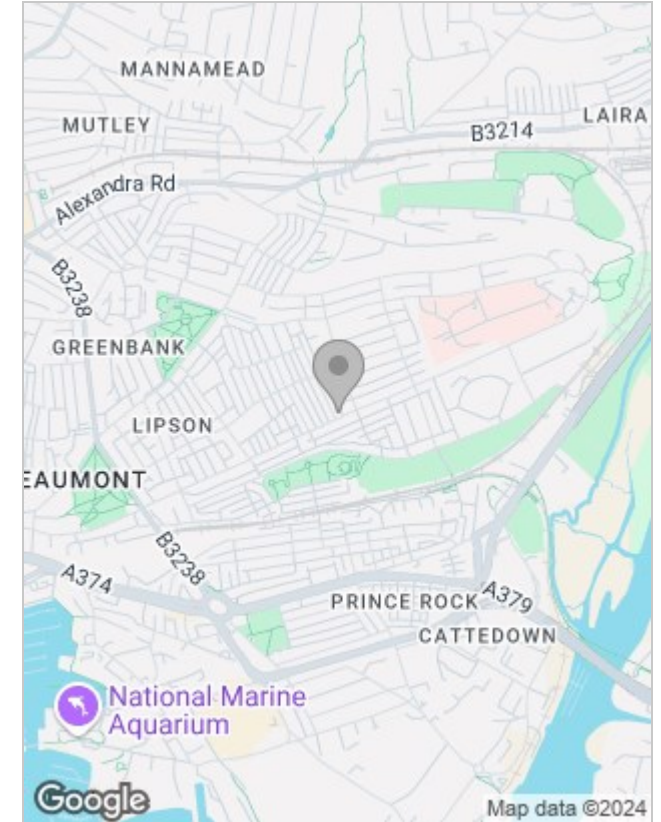 MANNAMEAD
MUTLEY
LAIRA
B3214
Alexandra Rd
B3238
GREENBANK
LIPSON
EAUMONT
B3238
A374
PRINCE ROCK
A379
CATTEDOWN
National Marine
Aquarium
Google
Map data ©2024